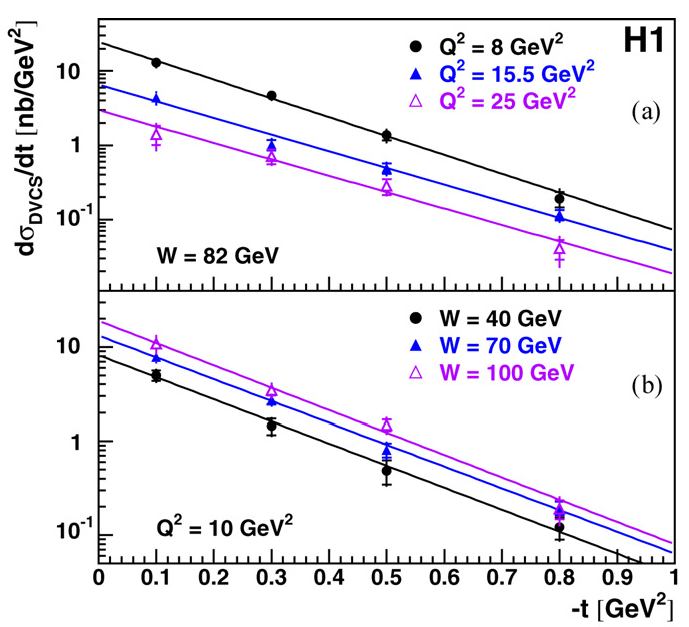 H1
Q² = 8 GeV²
Q² = 15.5 GeV²
Q² = 25 GeV²
(a)
dσDVCS/dt [nb/GeV²]
10
1
10⁻¹
W = 82 GeV
W = 40 GeV
W = 70 GeV
W = 100 GeV
(b)
10
1
10⁻¹
Q² = 10 GeV²
0 0.1 0.2 0.3 0.4 0.5 0.6 0.7 0.8 0.9 1
-t [GeV²]